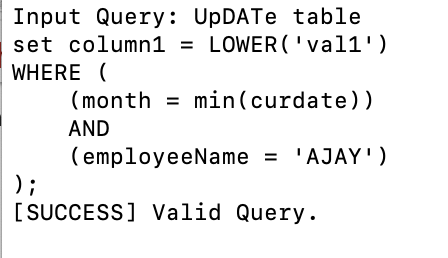 Input Query: UpDATe table
set column1 = LOWER('val1')
WHERE (
    (month = min(curdate))
    AND
    (employeeName = 'AJAY')
);
[SUCCESS] Valid Query.